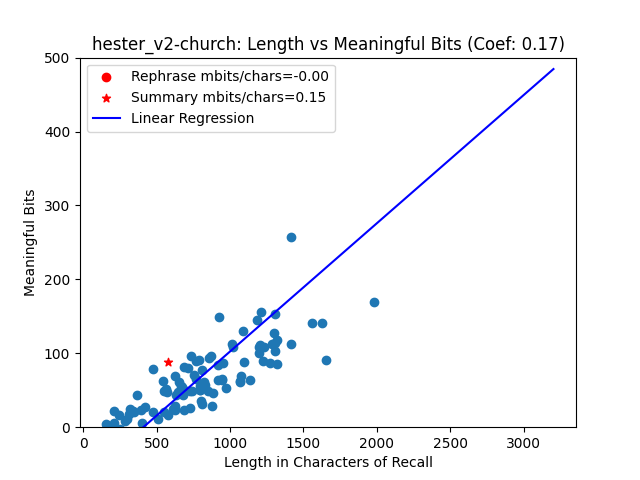 hester_v2-church: Length vs Meaningful Bits (Coef: 0.17)
Rephrase mbits/chars=-0.00
Summary mbits/chars=0.15
Linear Regression
Meaningful Bits
500
400
300
200
100
0
0 500 1000 1500 2000 2500 3000
Length in Characters of Recall